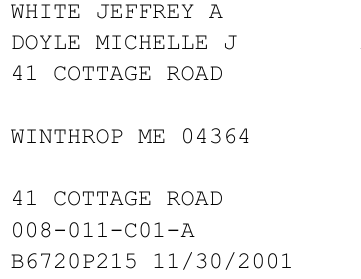 WHITE JEFFREY A
DOYLE MICHELLE J
41 COTTAGE ROAD
WINTHROP ME 04364
41 COTTAGE ROAD
008-011-C01-A
B6720P215 11/30/2001